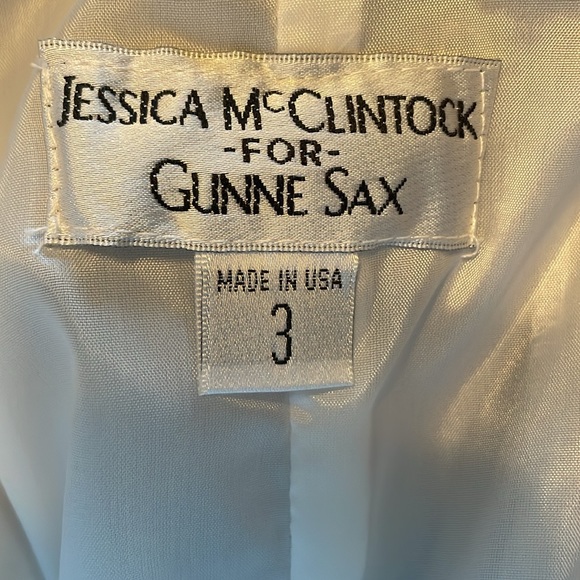 JESSICA McCLINTOCK
-FOR-
GUNNE SAX
MADE IN USA
3